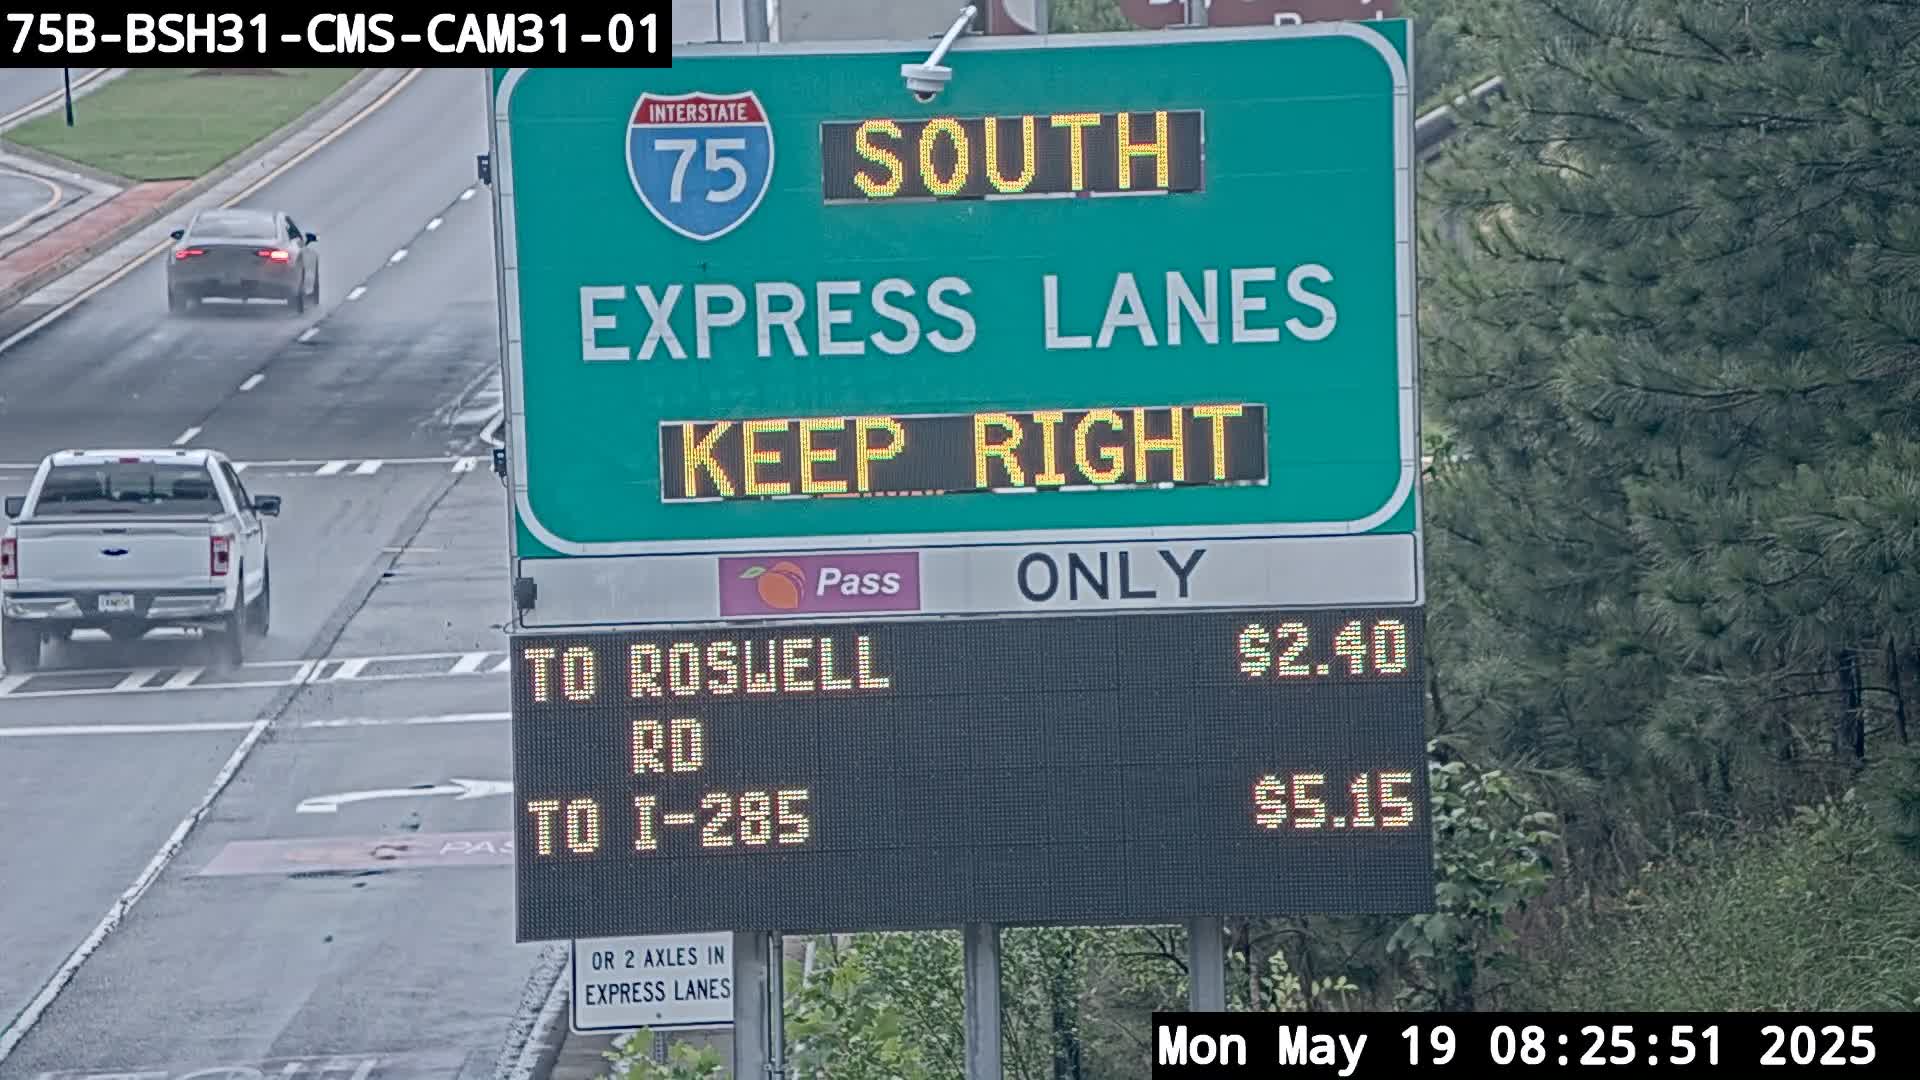 75B-BSH31-CMS-CAM31-01
INTERSTATE
75
SOUTH
EXPRESS LANES
KEEP RIGHT
Pass
ONLY
TO ROSWELL $2.40
RD
TO I-285 $5.15
OR 2 AXLES IN
EXPRESS LANES
Mon May 19 08:25:51 2025